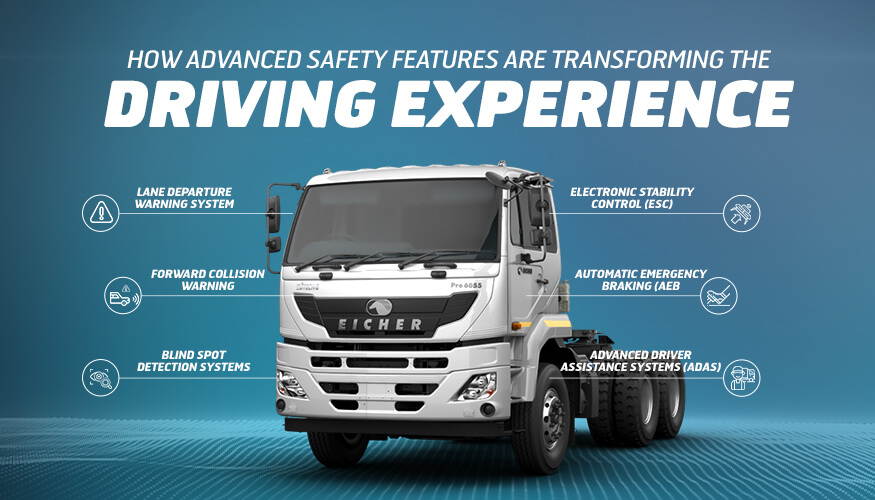 HOW ADVANCED SAFETY FEATURES ARE TRANSFORMING THE
DRIVING EXPERIENCE
LANE DEPARTURE
WARNING SYSTEM
FORWARD COLLISION
WARNING
BLIND SPOT
DETECTION SYSTEMS
ELECTRONIC STABILITY
CONTROL (ESC)
AUTOMATIC EMERGENCY
BRAKING (AEB
ADVANCED DRIVER
ASSISTANCE SYSTEMS (ADAS)
Pro 6055
EICHER